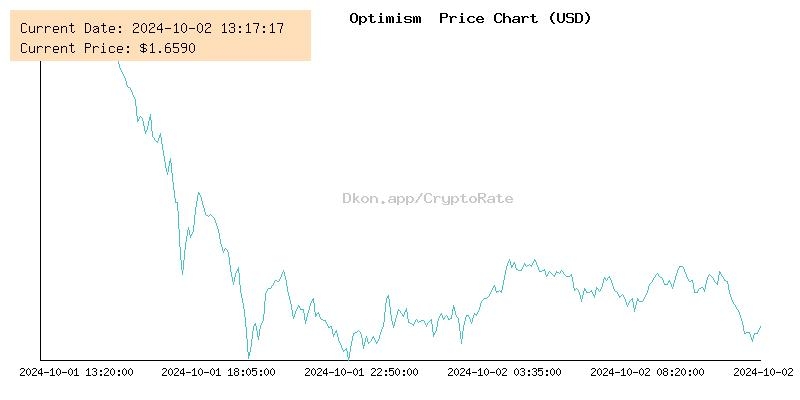 Optimism Price Chart (USD)
Current Date: 2024-10-02 13:17:17
Current Price: $1.6590
Dkon.app/CryptoRate
2024-10-01 13:20:00 2024-10-01 18:05:00 2024-10-01 22:50:00 2024-10-02 03:35:00 2024-10-02 08:20:00 2024-10-02